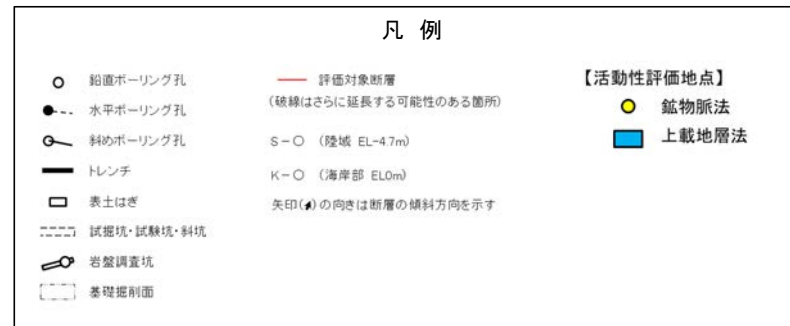 凡 例
鉛直ボーリング孔
水平ボーリング孔
斜めボーリング孔
トレンチ
表土はぎ
試掘坑・試験坑・斜坑
岩盤調査坑
基礎掘削面
評価対象断層
(破線はさらに延長する可能性のある箇所)
S-○ (陸域 EL-4.7m)
K-○ (海岸部 EL0m)
矢印( )の向きは断層の傾斜方向を示す
【活動性評価地点】
鉱物脈法
上載地層法